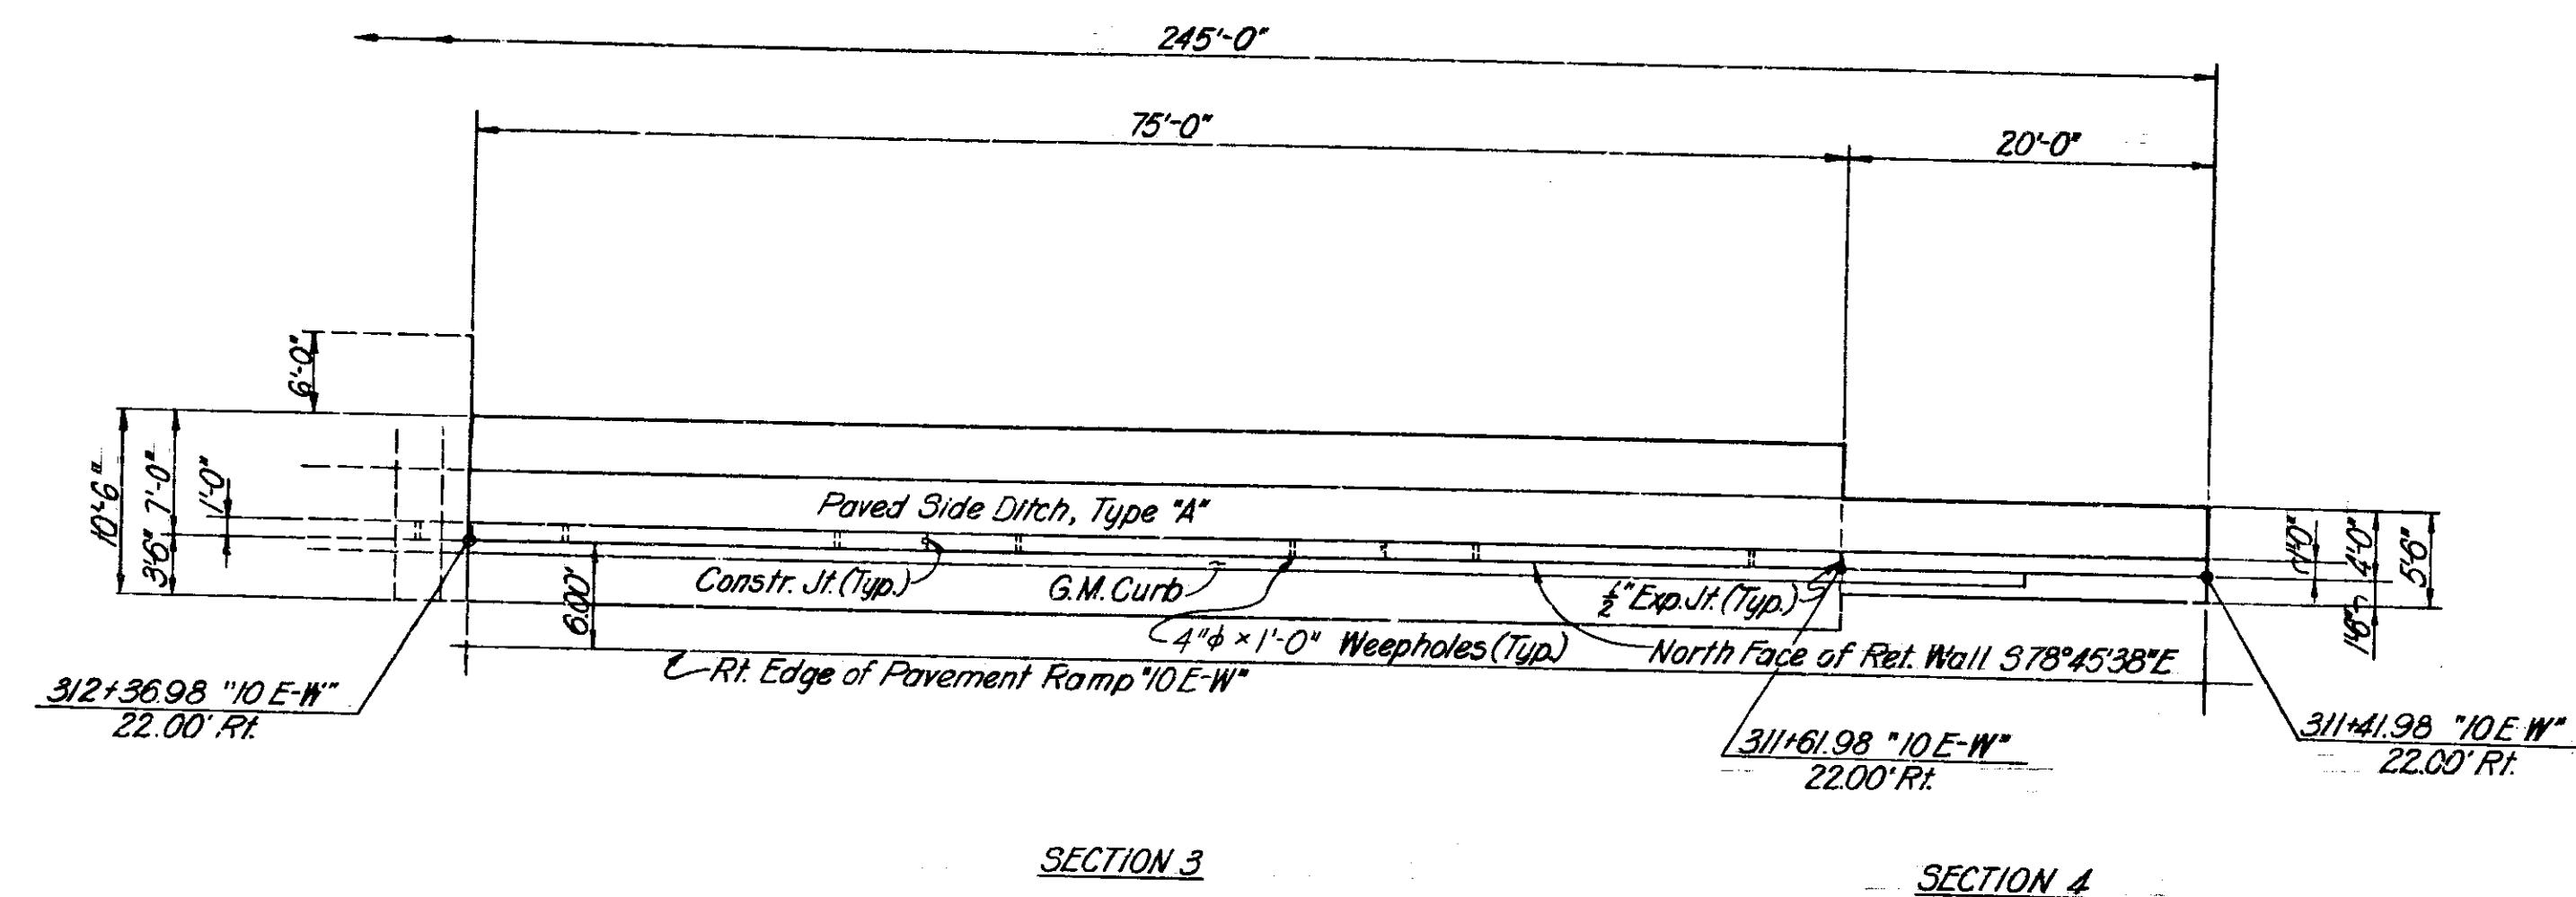 245'-0"
75'-0"
20'-0"
6'-0"
10'-6"
7'-0"
3'-6"
1'-0"
Paved Side Ditch, Type "A"
Constr. Jt. (Typ.)
G.M. Curb
6.00'
½" Exp. Jt. (Typ.)
4"ϕ × 1'-0" Weepholes (Typ.)
North Face of Ret. Wall S78°45'38"E
Rt. Edge of Pavement Ramp "10 E-W"
1'-0"
4'-0"
5'-6"
1'-6"
312+36.98 "10 E-W"
22.00' Rt.
311+61.98 "10 E-W"
22.00' Rt.
311+41.98 "10 E-W"
22.00' Rt.
SECTION 3
SECTION 4